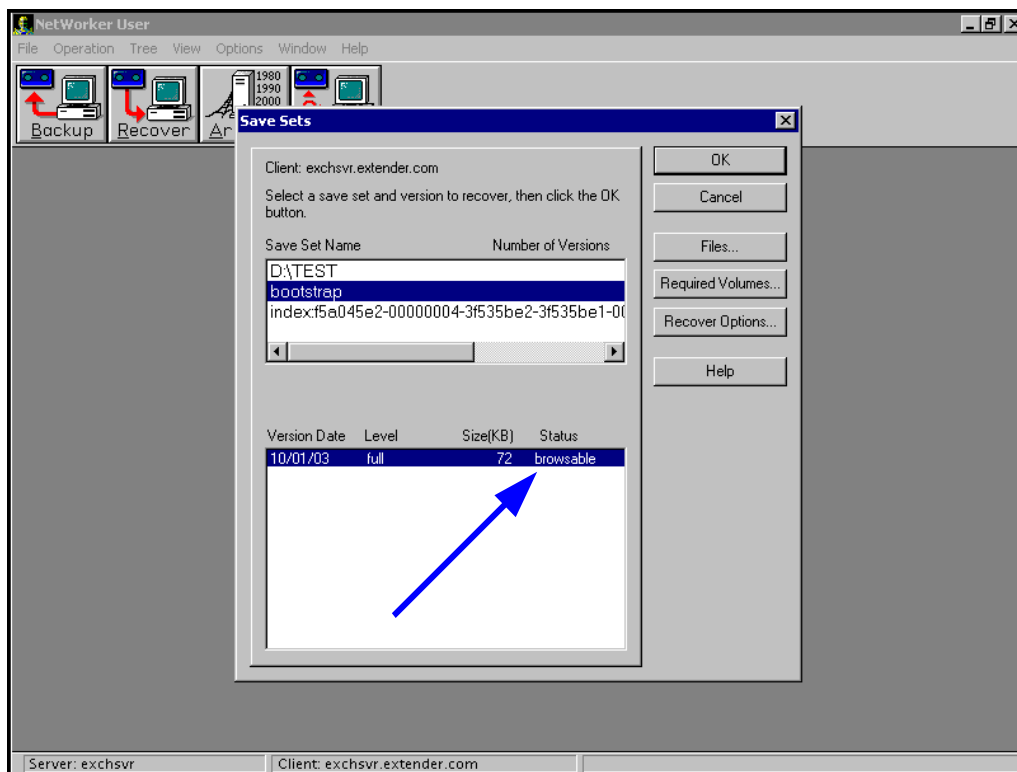 NetWorker User
File Operation Tree View Options Window Help
1980
1990
2000
Backup Recover Ar
Save Sets
Client: exchsvr.extender.com
Select a save set and version to recover, then click the OK
button.
Save Set Name Number of Versions
D:\TEST
bootstrap
index:f5a045e2-00000004-3f535be2-3f535be1-00
OK
Cancel
Files...
Required Volumes...
Recover Options...
Help
Version Date Level Size(KB) Status
10/01/03 full 72 browsable
Server: exchsvr Client: exchsvr.extender.com